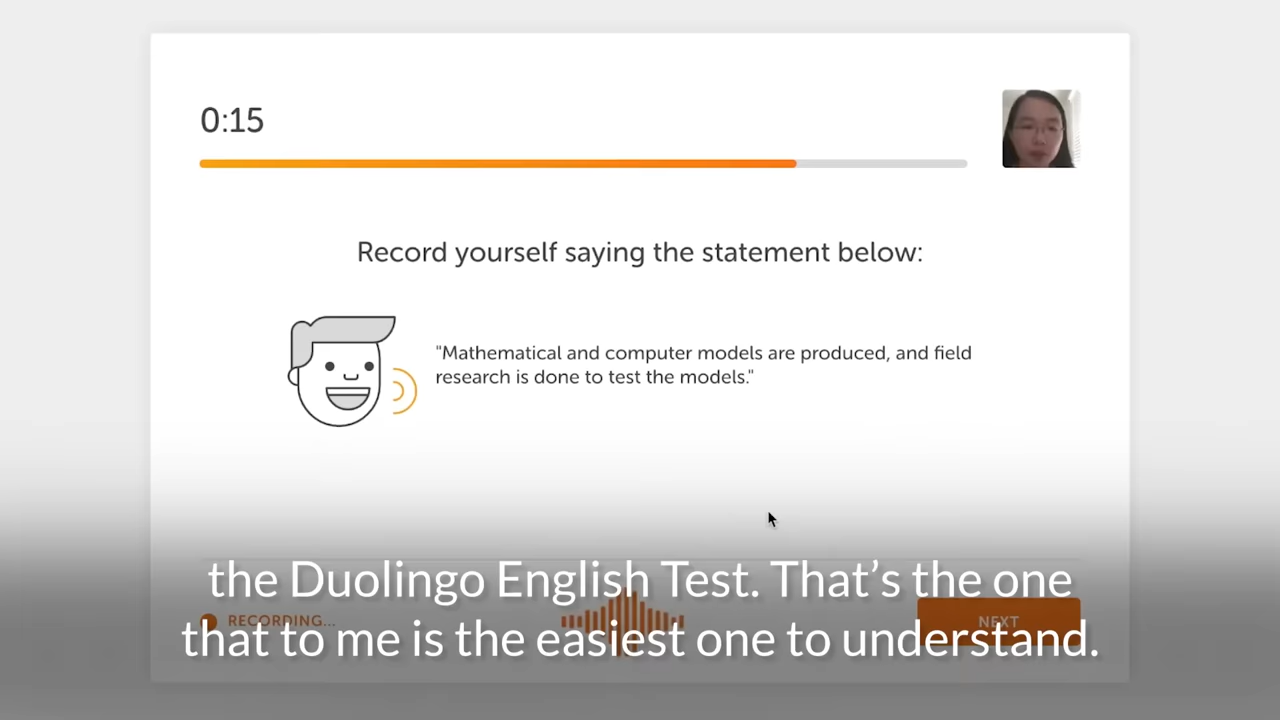 0:15
Record yourself saying the statement below:
"Mathematical and computer models are produced, and field
research is done to test the models."
RECORDING...
NEXT
the Duolingo English Test. That’s the one
that to me is the easiest one to understand.